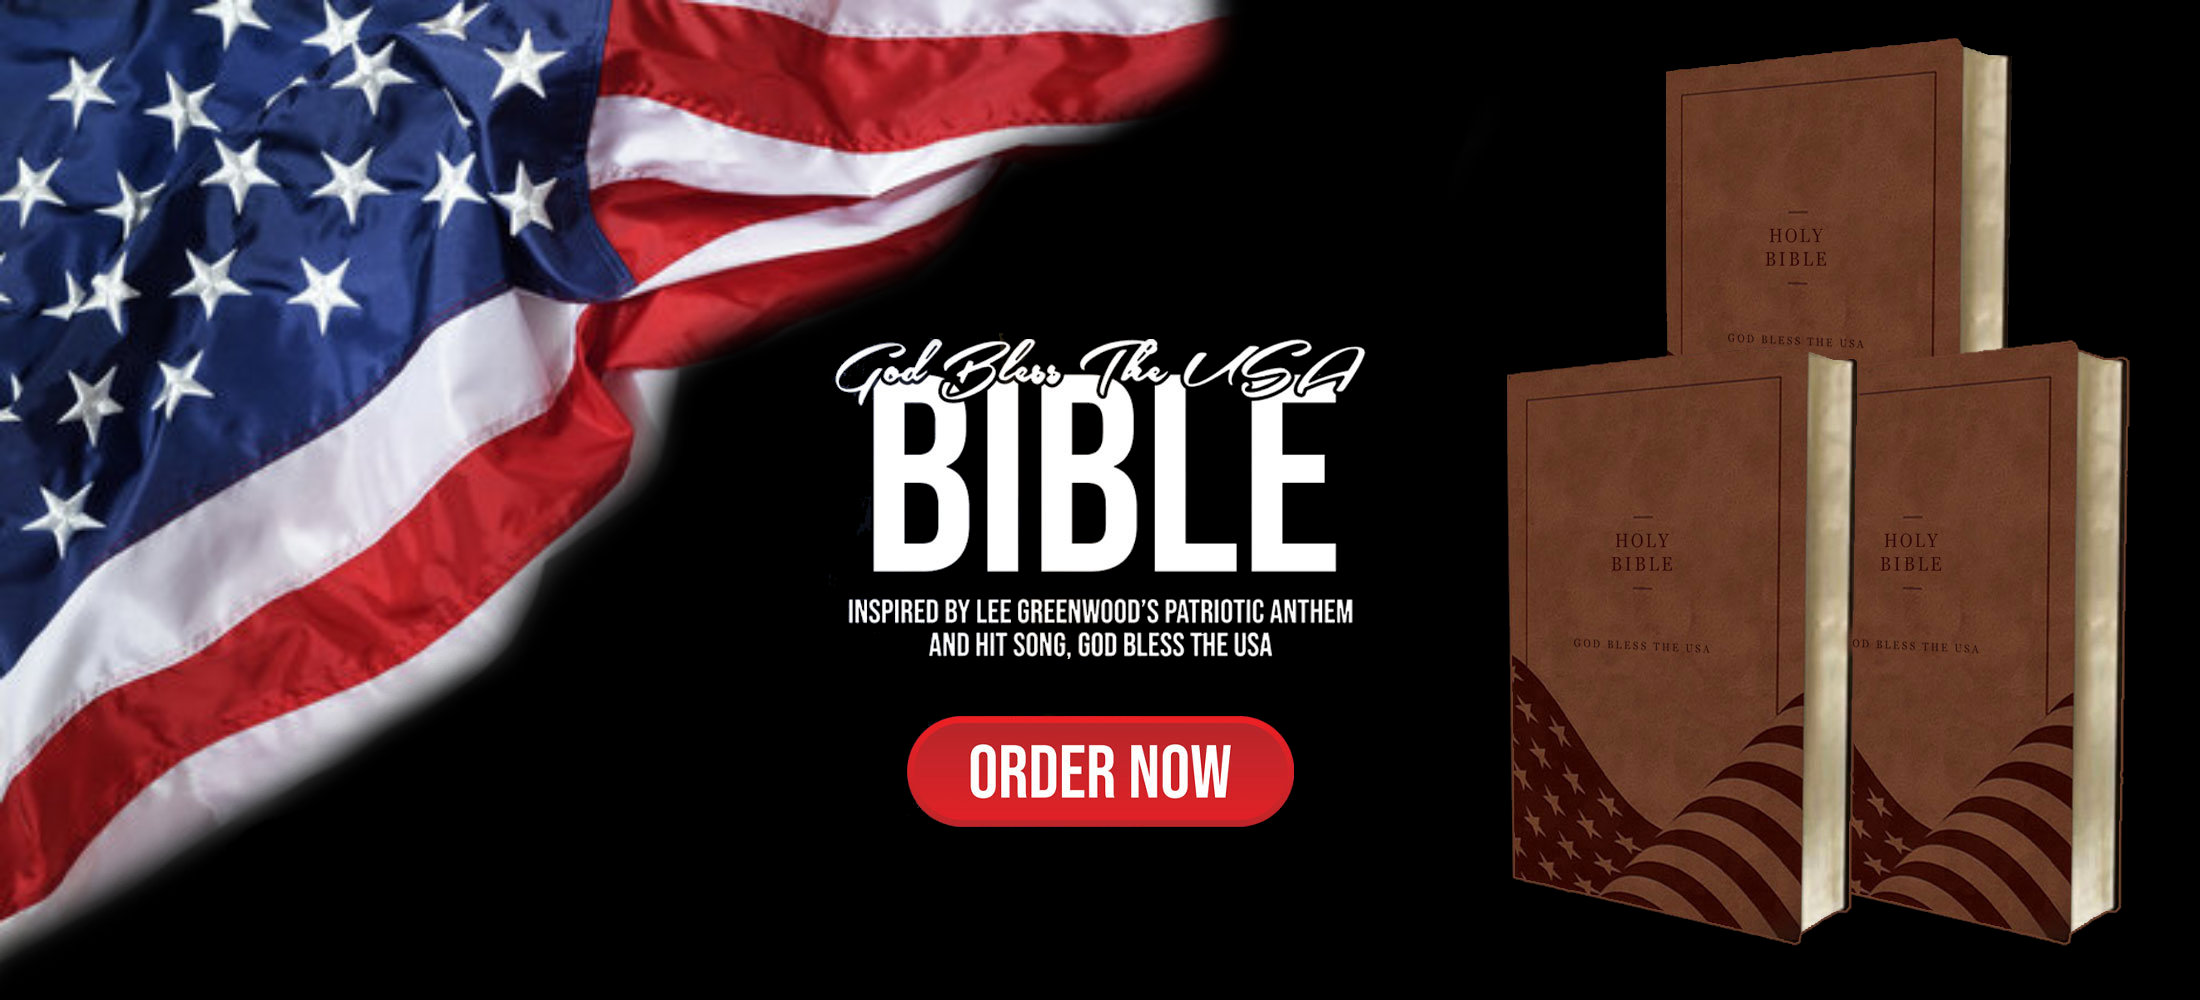 God Bless The USA
BIBLE
INSPIRED BY LEE GREENWOOD'S PATRIOTIC ANTHEM
AND HIT SONG, GOD BLESS THE USA
ORDER NOW
HOLY
BIBLE
GOD BLESS THE USA
HOLY
BIBLE
GOD BLESS THE USA
HOLY
BIBLE
OD BLESS THE USA